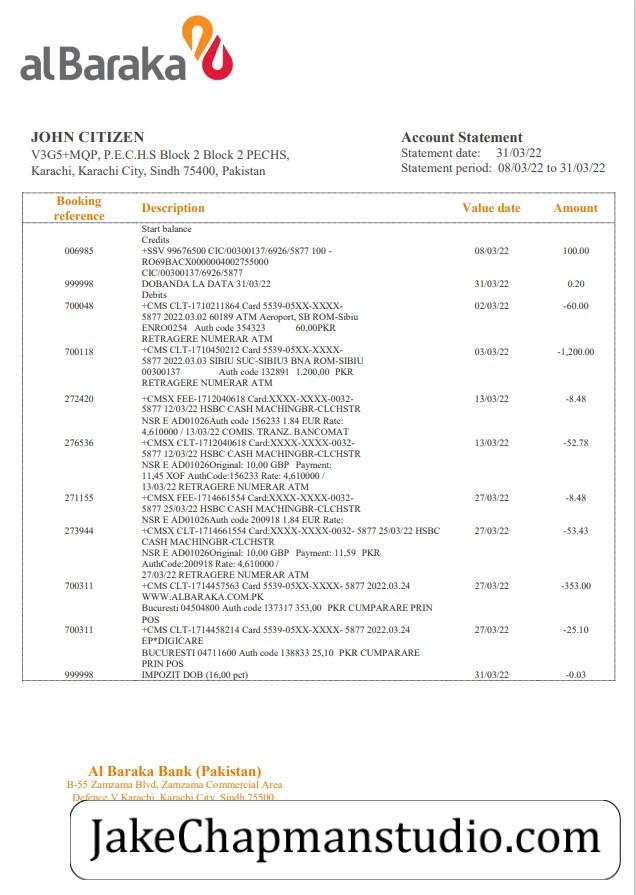 al Baraka
JOHN CITIZEN
V3G5+MQP, P.E.C.H.S Block 2 Block 2 PECHS,
Karachi, Karachi City, Sindh 75400, Pakistan
Account Statement
Statement date: 31/03/22
Statement period: 08/03/22 to 31/03/22
Booking reference Description Value date Amount
Start balance
Credits
006985 +SSV 99676500 CIC/00300137/6926/5877 100 - 08/03/22 100.00
RO69BACX0000004002755000
CIC/00300137/6926/5877
999998 DOBANDA LA DATA 31/03/22 31/03/22 0.20
Debits
700048 +CMS CLT-1710211864 Card 5539-05XX-XXXX- 02/03/22 -60.00
5877 2022.03.02 60189 ATM Aeroport, SB ROM-Sibiu
ENRO0254 Auth code 354323 60,00PKR
RETRAGERE NUMERAR ATM
700118 +CMS CLT-1710450212 Card 5539-05XX-XXXX- 03/03/22 -1,200.00
5877 2022.03.03 SIBIU SUC-SIBIU3 BNA ROM-SIBIU
00300137 Auth code 132891 1.200,00 PKR
RETRAGERE NUMERAR ATM
272420 +CMSX FEE-1712040618 Card:XXXX-XXXX-0032- 13/03/22 -8.48
5877 12/03/22 HSBC CASH MACHINGBR-CLCHSTR
NSR E AD01026Auth code 156233 1.84 EUR Rate:
4,610000 / 13/03/22 COMIS. TRANZ. BANCOMAT
276536 +CMSX CLT-1712040618 Card:XXXX-XXXX-0032- 13/03/22 -52.78
5877 12/03/22 HSBC CASH MACHINGBR-CLCHSTR
NSR E AD01026Original: 10,00 GBP Payment:
11,45 XOF AuthCode:156233 Rate: 4,610000 /
13/03/22 RETRAGERE NUMERAR ATM
271155 +CMSX FEE-1714661554 Card:XXXX-XXXX-0032- 27/03/22 -8.48
5877 25/03/22 HSBC CASH MACHINGBR-CLCHSTR
NSR E AD01026Auth code 200918 1.84 EUR Rate:
273944 +CMSX CLT-1714661554 Card:XXXX-XXXX-0032- 5877 25/03/22 HSBC 27/03/22 -53.43
CASH MACHINGBR-CLCHSTR
NSR E AD01026Original: 10,00 GBP Payment: 11,59 PKR
AuthCode:200918 Rate: 4,610000 /
27/03/22 RETRAGERE NUMERAR ATM
700311 +CMS CLT-1714457563 Card 5539-05XX-XXXX- 5877 2022.03.24 27/03/22 -353.00
WWW.ALBARAKA.COM.PK
Bucuresti 04504800 Auth code 137317 353,00 PKR CUMPARARE PRIN
POS
700311 +CMS CLT-1714458214 Card 5539-05XX-XXXX- 5877 2022.03.24 27/03/22 -25.10
EP*DIGICARE
BUCURESTI 04711600 Auth code 138833 25,10 PKR CUMPARARE
PRIN POS
999998 IMPOZIT DOB (16,00 pct) 31/03/22 -0.03
Al Baraka Bank (Pakistan)
B-55 Zamzama Blvd, Zamzama Commercial Area
Defence V Karachi, Karachi City, Sindh 75500
JakeChapmanstudio.com